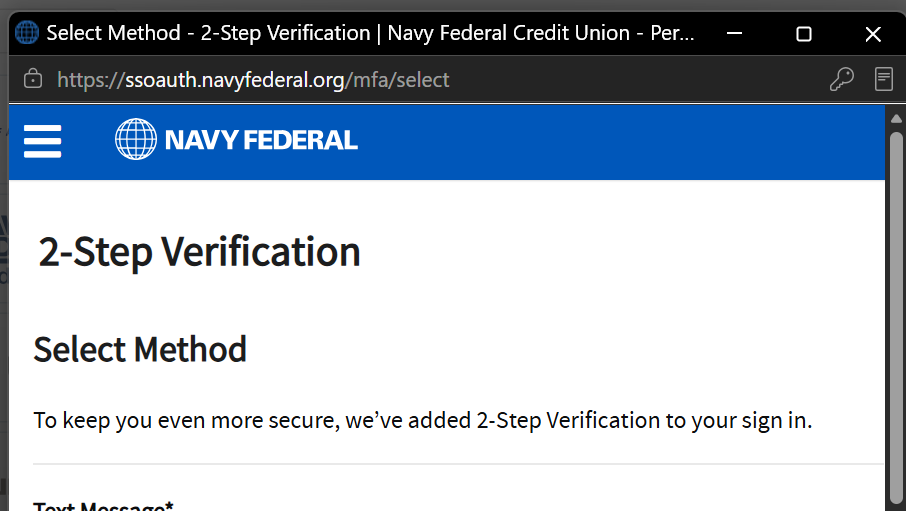 Select Method - 2-Step Verification | Navy Federal Credit Union - Per...
https://ssoauth.navyfederal.org/mfa/select
NAVY FEDERAL
2-Step Verification
Select Method
To keep you even more secure, we’ve added 2-Step Verification to your sign in.
Text Message*